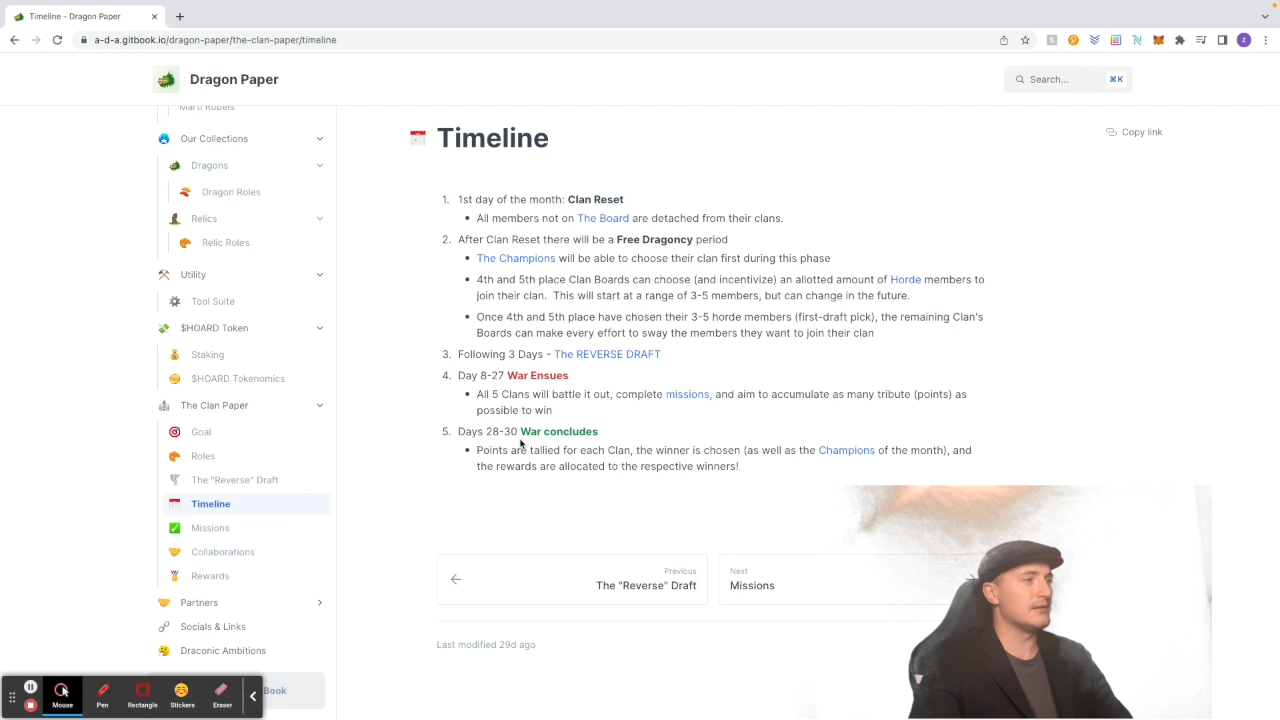 Timeline - Dragon Paper
a-d-a.gitbook.io/dragon-paper/the-clan-paper/timeline
Z
Dragon Paper
Search...
⌘K
Our Collections
Dragons
Dragon Roles
Relics
Relic Roles
Utility
Tool Suite
$HOARD Token
Staking
$HOARD Tokenomics
The Clan Paper
Goal
Roles
The "Reverse" Draft
Timeline
Missions
Collaborations
Rewards
Partners
Socials & Links
Draconic Ambitions
Book
Mouse
Pen
Rectangle
Stickers
Eraser
Timeline
Copy link
1. 1st day of the month: Clan Reset
• All members not on The Board are detached from their clans.
2. After Clan Reset there will be a Free Dragoncy period
• The Champions will be able to choose their clan first during this phase
• 4th and 5th place Clan Boards can choose (and incentivize) an allotted amount of Horde members to
join their clan. This will start at a range of 3-5 members, but can change in the future.
• Once 4th and 5th place have chosen their 3-5 horde members (first-draft pick), the remaining Clan's
Boards can make every effort to sway the members they want to join their clan
3. Following 3 Days - The REVERSE DRAFT
4. Day 8-27 War Ensues
• All 5 Clans will battle it out, complete missions, and aim to accumulate as many tribute (points) as
possible to win
5. Days 28-30 War concludes
• Points are tallied for each Clan, the winner is chosen (as well as the Champions of the month), and
the rewards are allocated to the respective winners!
Previous
The "Reverse" Draft
Next
Missions
Last modified 29d ago